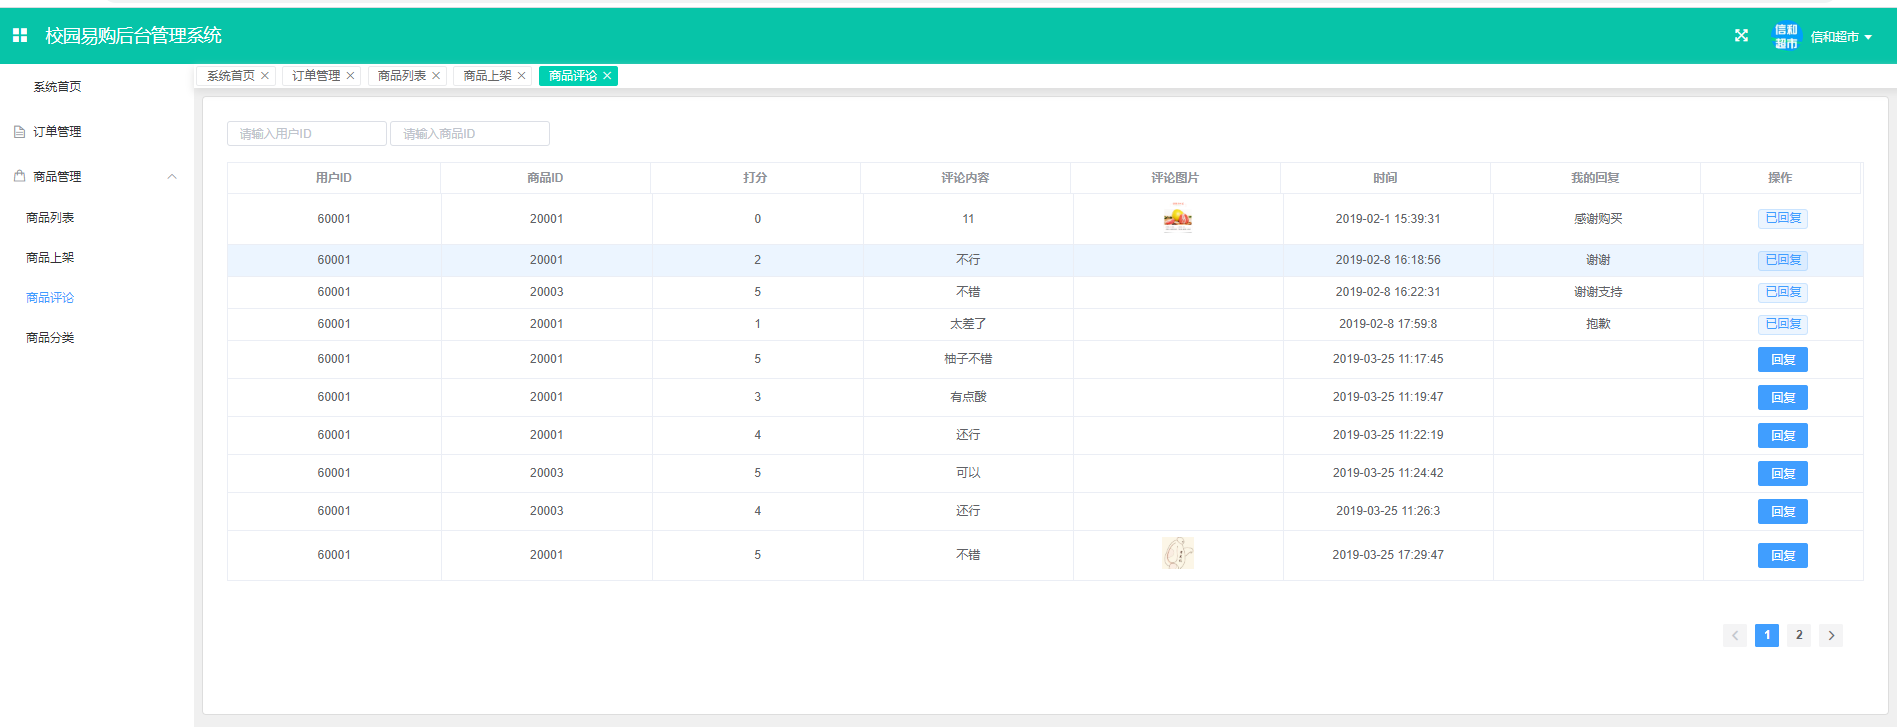 校园易购后台管理系统
信和超市
信和超市
系统首页
订单管理
商品管理
商品列表
商品上架
商品评论
商品分类
系统首页 订单管理 商品列表 商品上架 商品评论
请输入用户ID 请输入商品ID
用户ID 商品ID 打分 评论内容 评论图片 时间 我的回复 操作
60001 20001 0 11 2019-02-1 15:39:31 感谢购买 已回复
60001 20001 2 不行 2019-02-8 16:18:56 谢谢 已回复
60001 20003 5 不错 2019-02-8 16:22:31 谢谢支持 已回复
60001 20001 1 太差了 2019-02-8 17:59:8 抱歉 已回复
60001 20001 5 柚子不错 2019-03-25 11:17:45 回复
60001 20001 3 有点酸 2019-03-25 11:19:47 回复
60001 20001 4 还行 2019-03-25 11:22:19 回复
60001 20003 5 可以 2019-03-25 11:24:42 回复
60001 20003 4 还行 2019-03-25 11:26:3 回复
60001 20001 5 不错 2019-03-25 17:29:47 回复
1 2